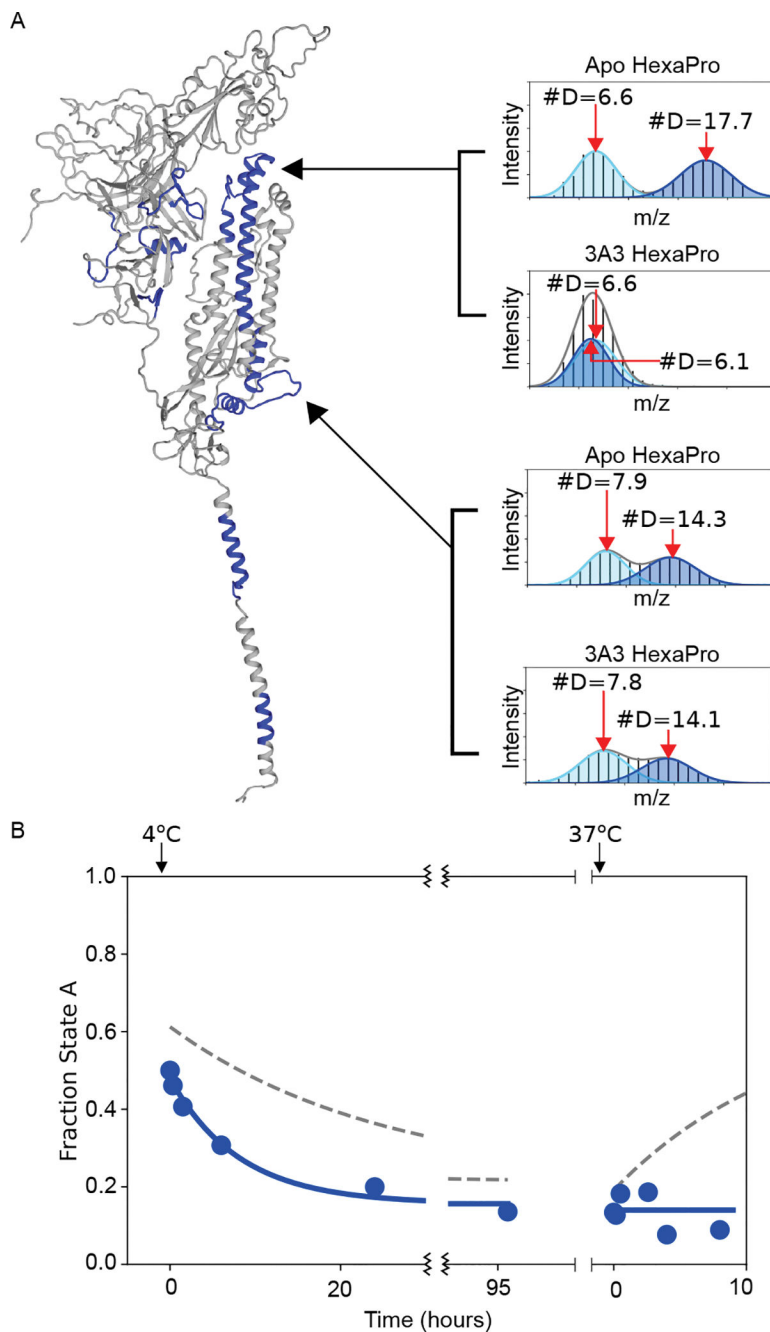 A
Apo HexaPro
#D=6.6
#D=17.7
Intensity
m/z
3A3 HexaPro
#D=6.6
#D=6.1
Intensity
m/z
Apo HexaPro
#D=7.9
#D=14.3
Intensity
m/z
3A3 HexaPro
#D=7.8
#D=14.1
Intensity
m/z
B
4°C
37°C
1.0
0.8
0.6
0.4
0.2
0.0
Fraction State A
0
20
95
0
10
Time (hours)